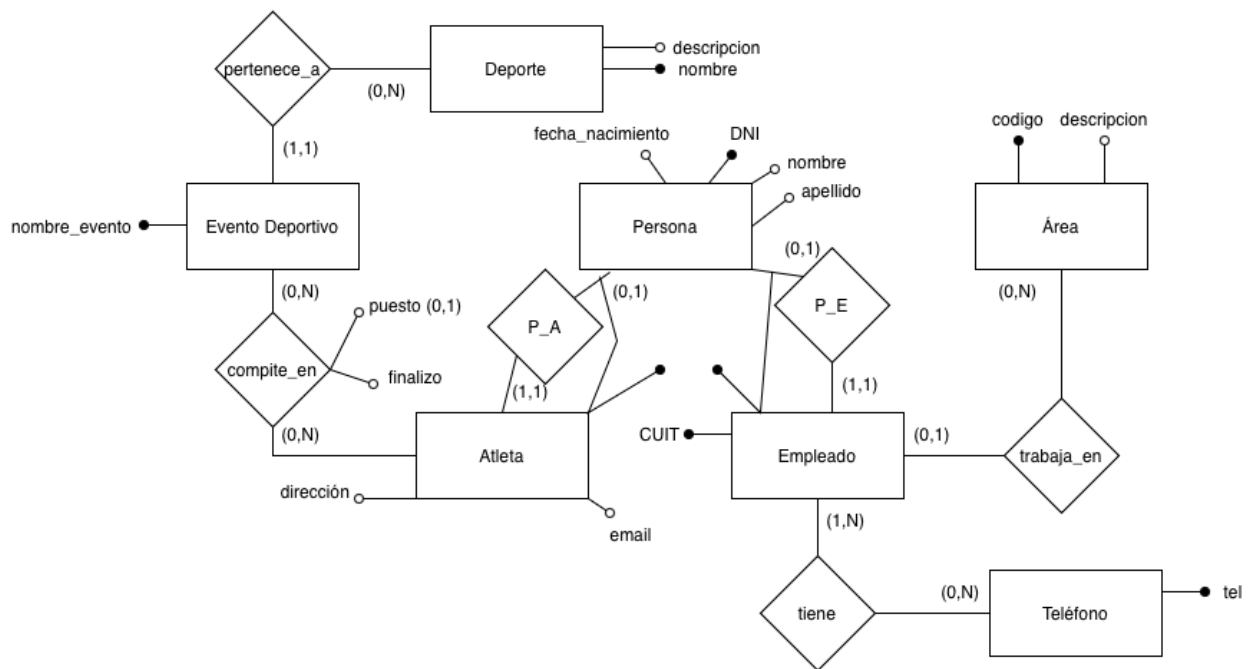 pertenece_a
Deporte
descripcion
nombre
(0,N)
(1,1)
fecha_nacimiento
DNI
nombre
apellido
codigo
descripcion
nombre_evento
Evento Deportivo
Persona
Área
(0,1)
(0,N)
(0,1)
(0,N)
puesto (0,1)
P_A
P_E
compite_en
finalizo
(1,1)
(1,1)
(0,N)
CUIT
(0,1)
Atleta
Empleado
trabaja_en
dirección
email
(1,N)
(0,N)
tel
tiene
Teléfono